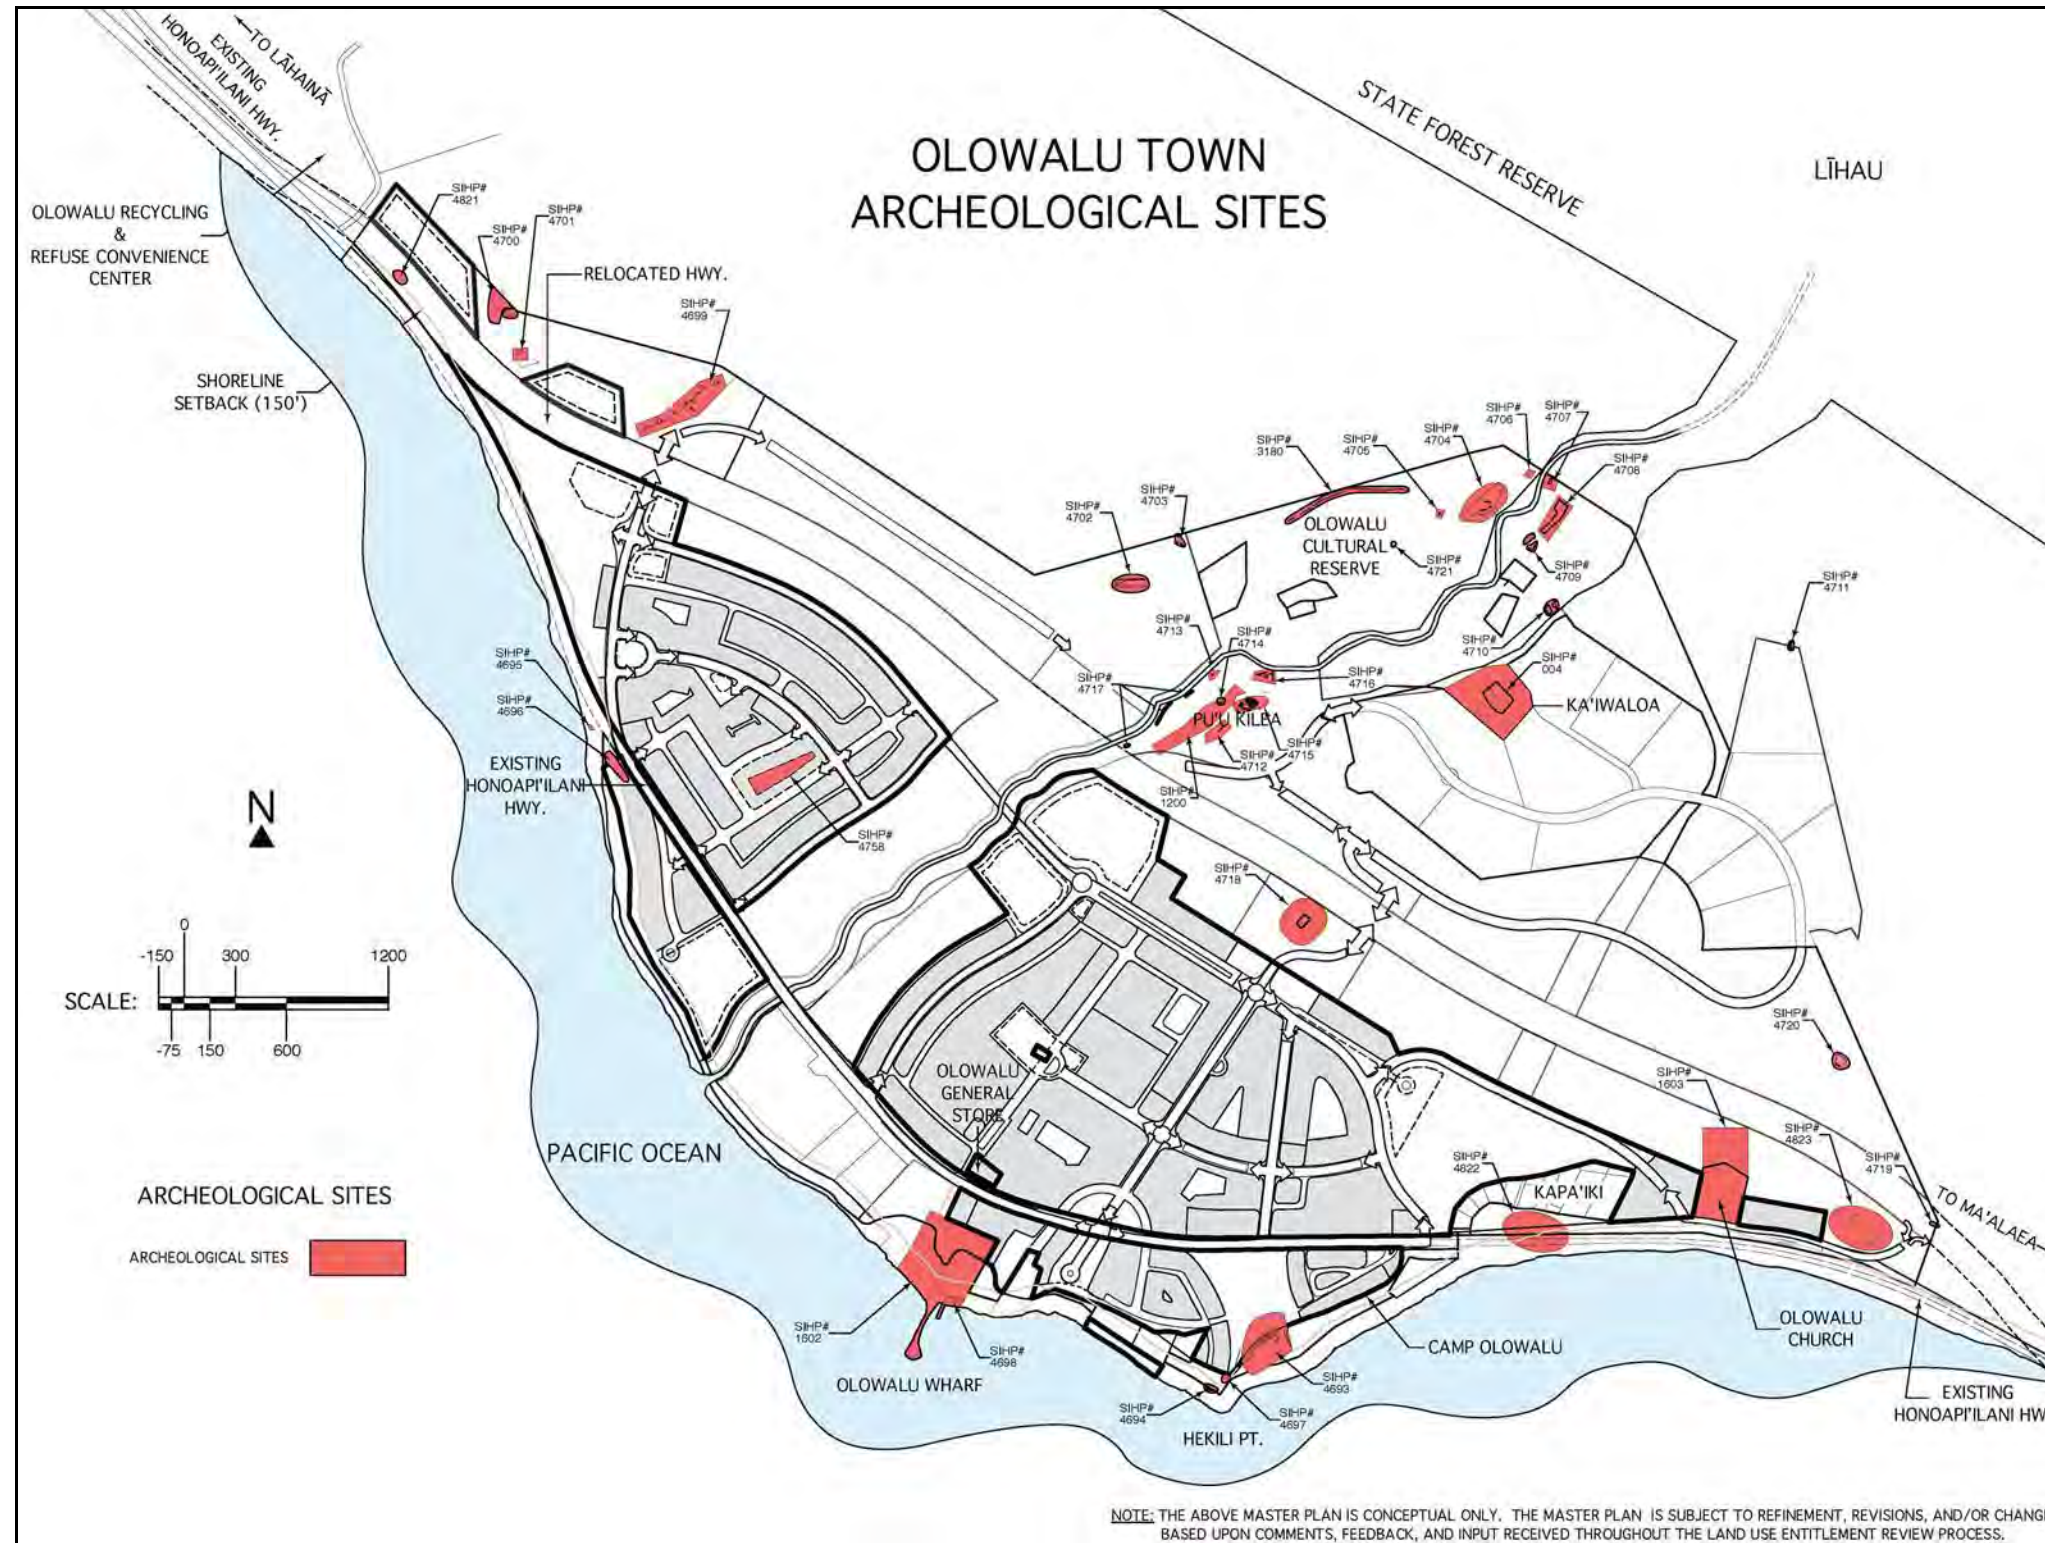 TO LĀHAINĀ
EXISTING
HONOAPI'ILANI HWY.
OLOWALU TOWN
ARCHEOLOGICAL SITES
STATE FOREST RESERVE
LĪHAU
OLOWALU RECYCLING
&
REFUSE CONVENIENCE
CENTER
SIHP#
4821
SIHP#
4700
SIHP#
4701
RELOCATED HWY.
SIHP#
4699
SHORELINE
SETBACK (150')
SIHP#
4702
SIHP#
4703
SIHP#
3180
SIHP#
4705
SIHP#
4704
SIHP#
4706
SIHP#
4707
SIHP#
4708
OLOWALU
CULTURAL
RESERVE
SIHP#
4721
SIHP#
4709
SIHP#
4711
SIHP#
4713
SIHP#
4714
SIHP#
4710
SIHP#
004
SIHP#
4717
SIHP#
4716
KA'IWALOA
PU'U KILEA
SIHP#
4712
SIHP#
4715
SIHP#
1200
SIHP#
4695
SIHP#
4696
EXISTING
HONOAPI'ILANI
HWY.
SIHP#
4758
N
SIHP#
4718
SCALE:
-150
0
300
1200
-75
150
600
SIHP#
4720
OLOWALU
GENERAL
STORE
SIHP#
1603
SIHP#
4823
SIHP#
4719
SIHP#
4822
KAPA'IKI
TO MA'ALAEA
PACIFIC OCEAN
ARCHEOLOGICAL SITES
ARCHEOLOGICAL SITES
SIHP#
1602
SIHP#
4698
OLOWALU WHARF
CAMP OLOWALU
SIHP#
4693
SIHP#
4694
SIHP#
4697
HEKILI PT.
OLOWALU
CHURCH
EXISTING
HONOAPI'ILANI HW
NOTE: THE ABOVE MASTER PLAN IS CONCEPTUAL ONLY. THE MASTER PLAN IS SUBJECT TO REFINEMENT, REVISIONS, AND/OR CHANGE
BASED UPON COMMENTS, FEEDBACK, AND INPUT RECEIVED THROUGHOUT THE LAND USE ENTITLEMENT REVIEW PROCESS.